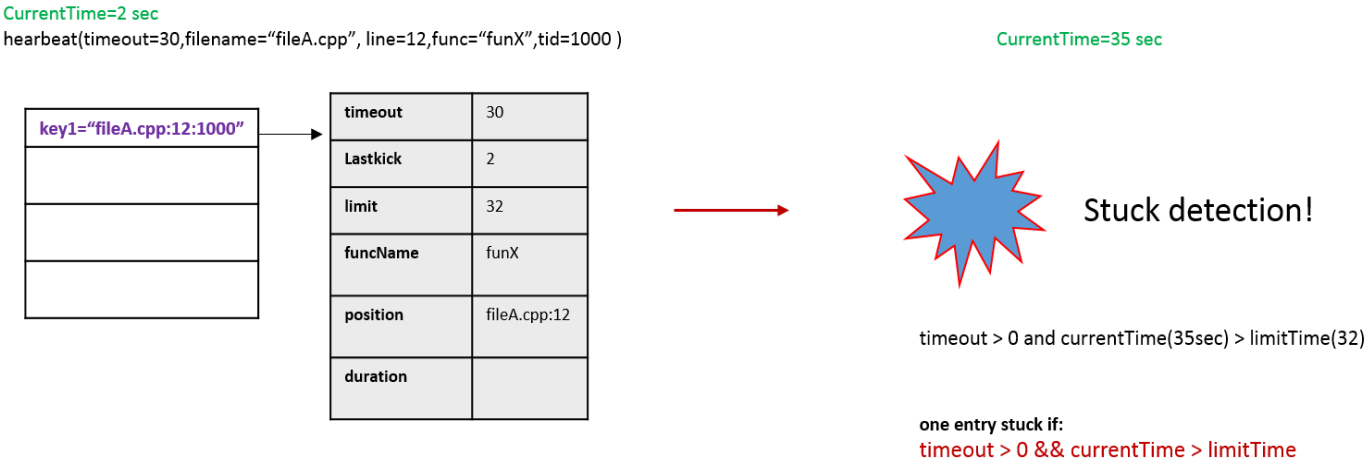 CurrentTime=2 sec
hearbeat(timeout=30,filename=“fileA.cpp”, line=12,func=“funX”,tid=1000 )
CurrentTime=35 sec
key1=“fileA.cpp:12:1000”
timeout 30
Lastkick 2
limit 32
funcName funX
position fileA.cpp:12
duration
Stuck detection!
timeout > 0 and currentTime(35sec) > limitTime(32)
one entry stuck if:
timeout > 0 && currentTime > limitTime